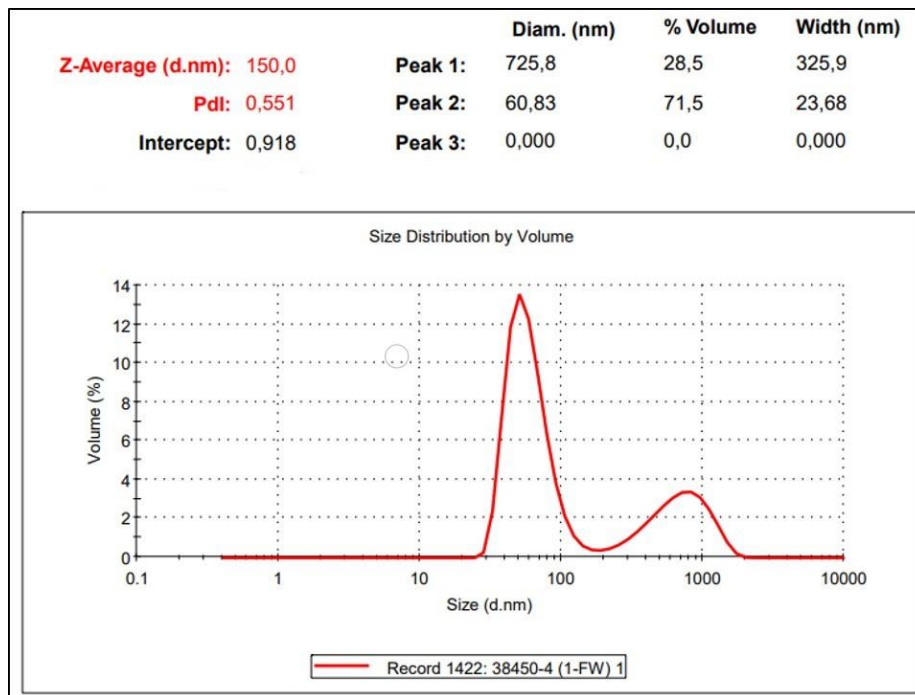 Diam. (nm) % Volume Width (nm)
Z-Average (d.nm): 150,0 Peak 1: 725,8 28,5 325,9
PdI: 0,551 Peak 2: 60,83 71,5 23,68
Intercept: 0,918 Peak 3: 0,000 0,0 0,000
Size Distribution by Volume
14
12
10
8
6
4
2
0
Volume (%)
0.1 1 10 100 1000 10000
Size (d.nm)
Record 1422: 38450-4 (1-FW) 1